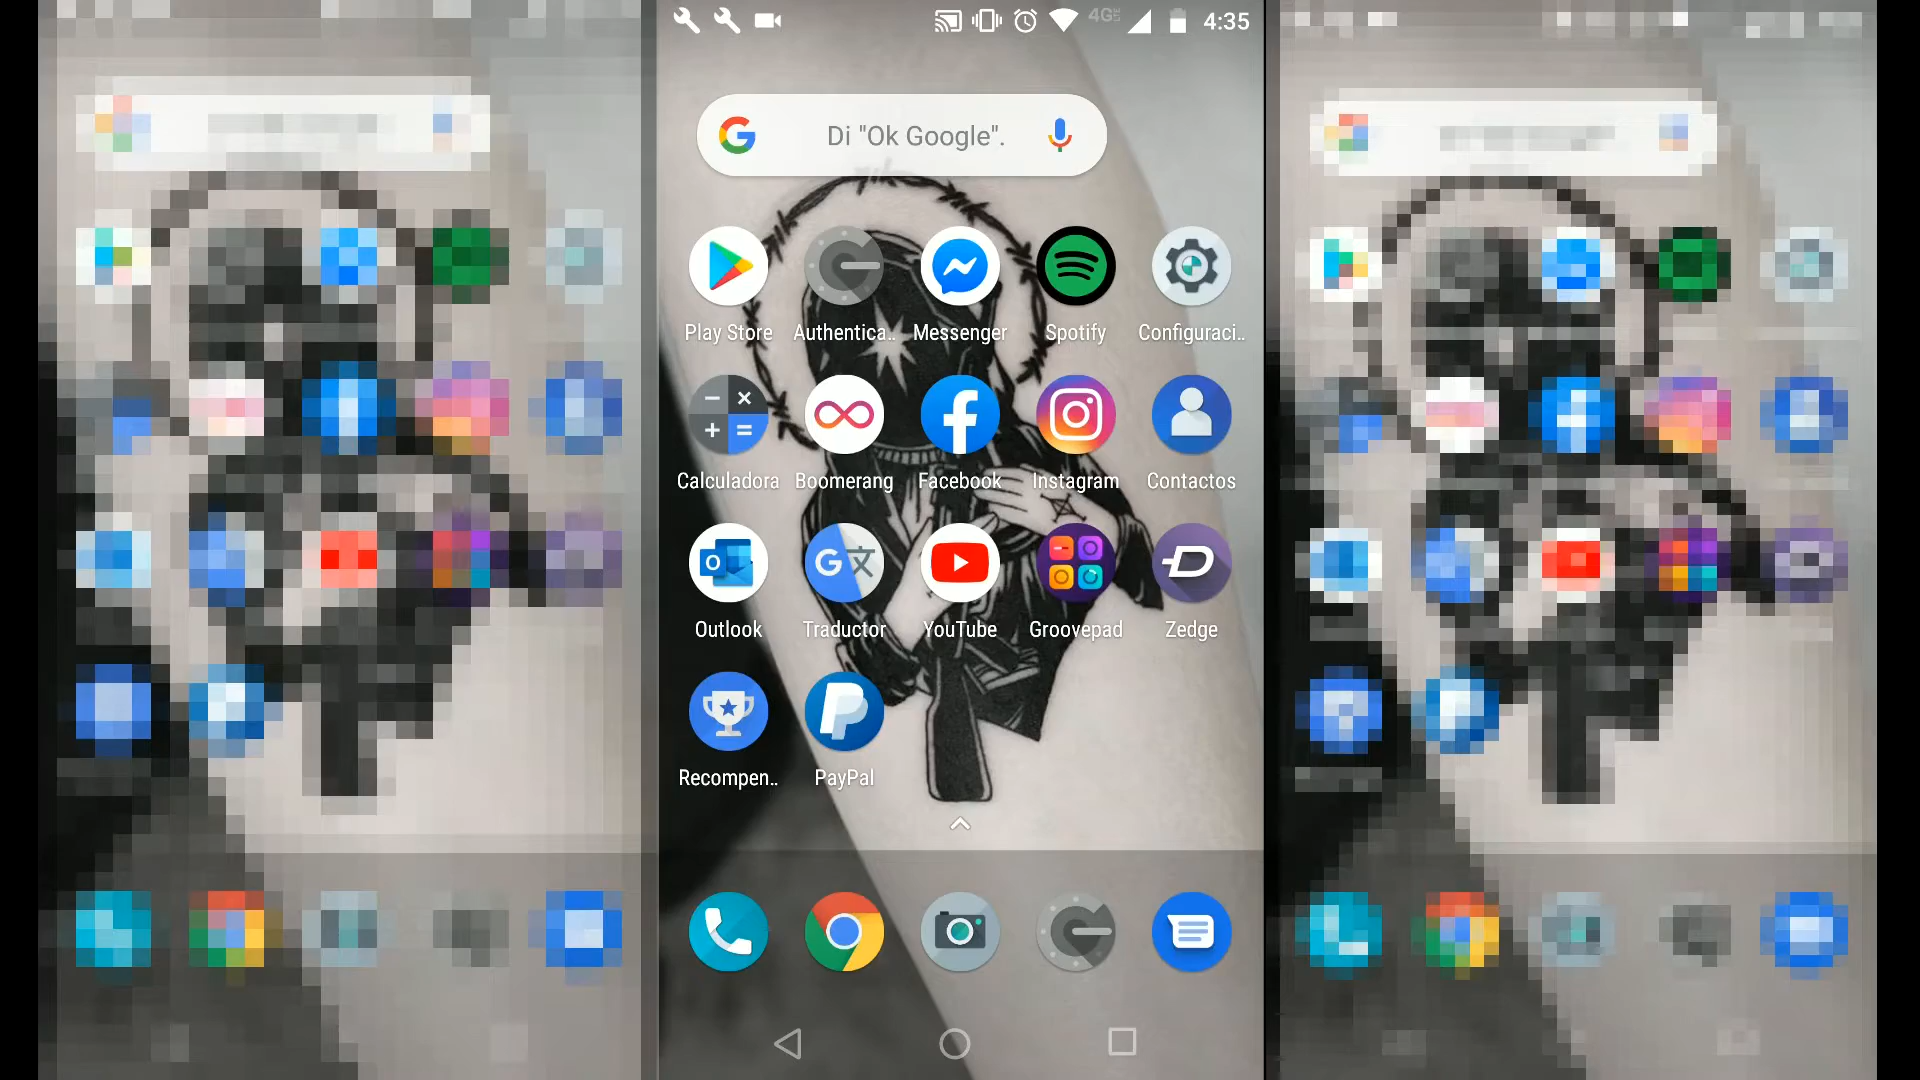 4G LTE 4:35
Di "Ok Google".
Play Store Authentica.. Messenger Spotify Configuraci..
Calculadora Boomerang Facebook Instagram Contactos
Outlook Traductor YouTube Groovepad Zedge
Recompen.. PayPal